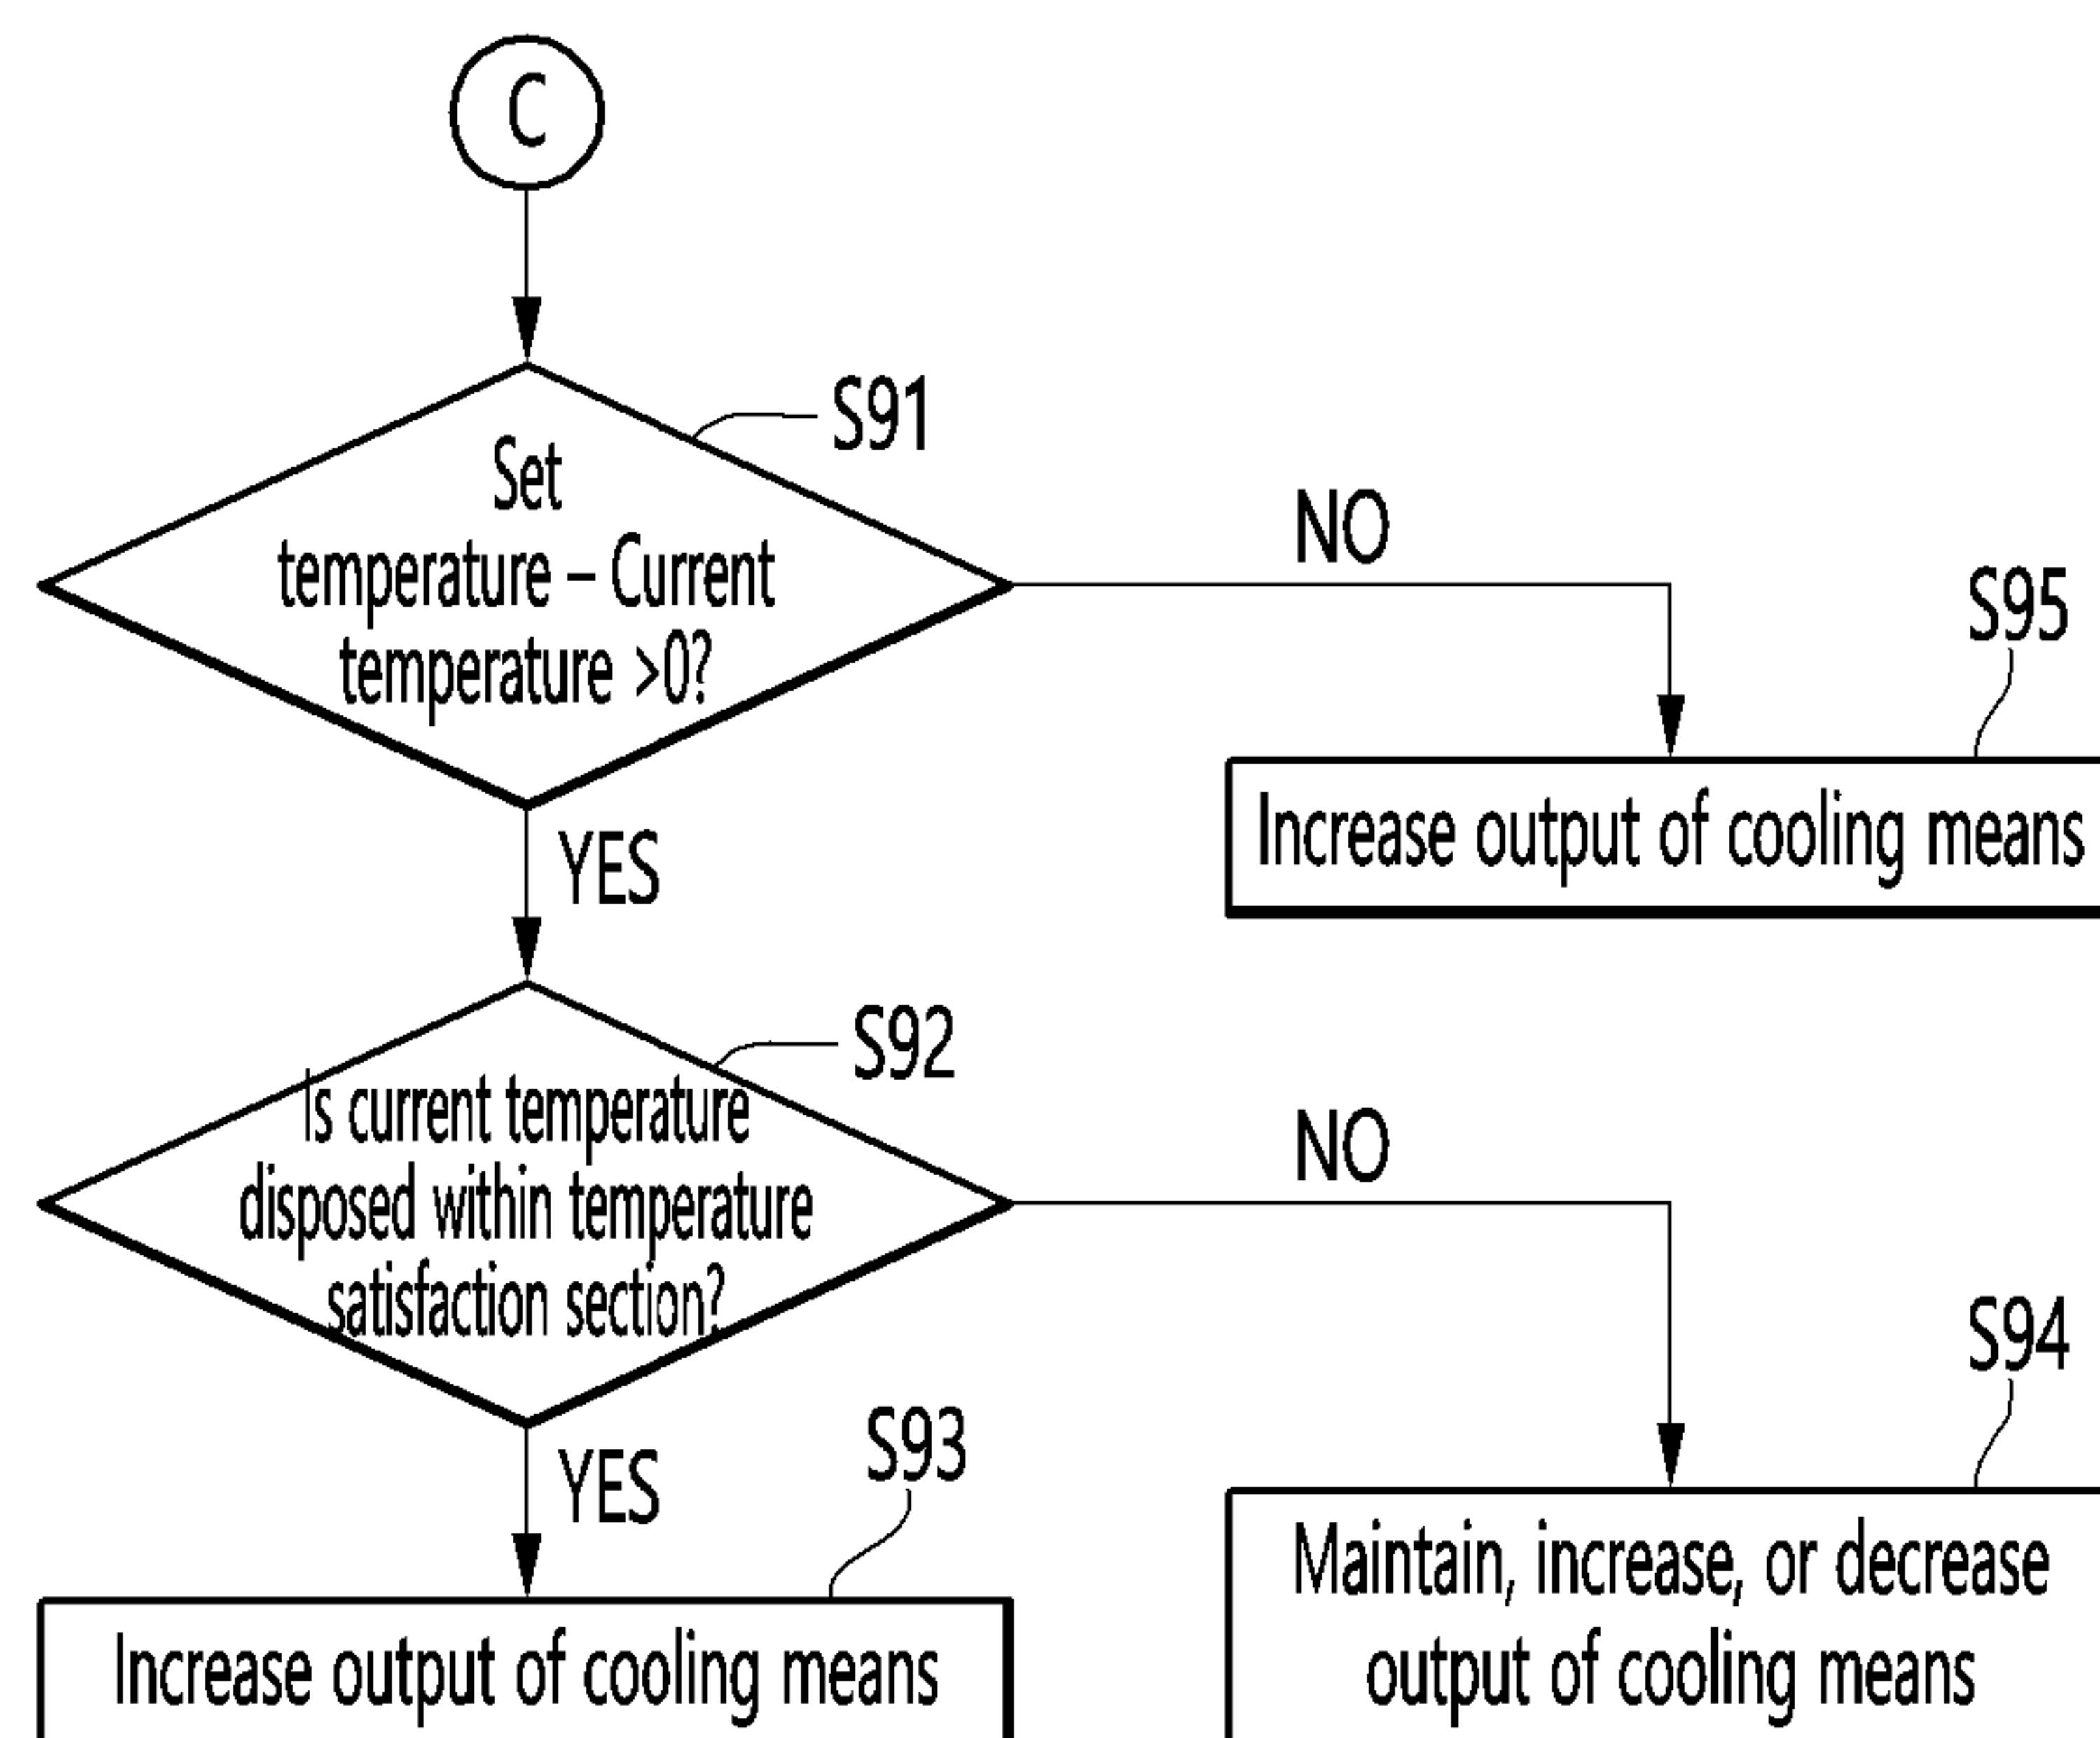 C
S91
Set
temperature – Current
temperature >0?
NO
S95
Increase output of cooling means
YES
S92
Is current temperature
disposed within temperature
satisfaction section?
NO
S94
Maintain, increase, or decrease
output of cooling means
YES
S93
Increase output of cooling means